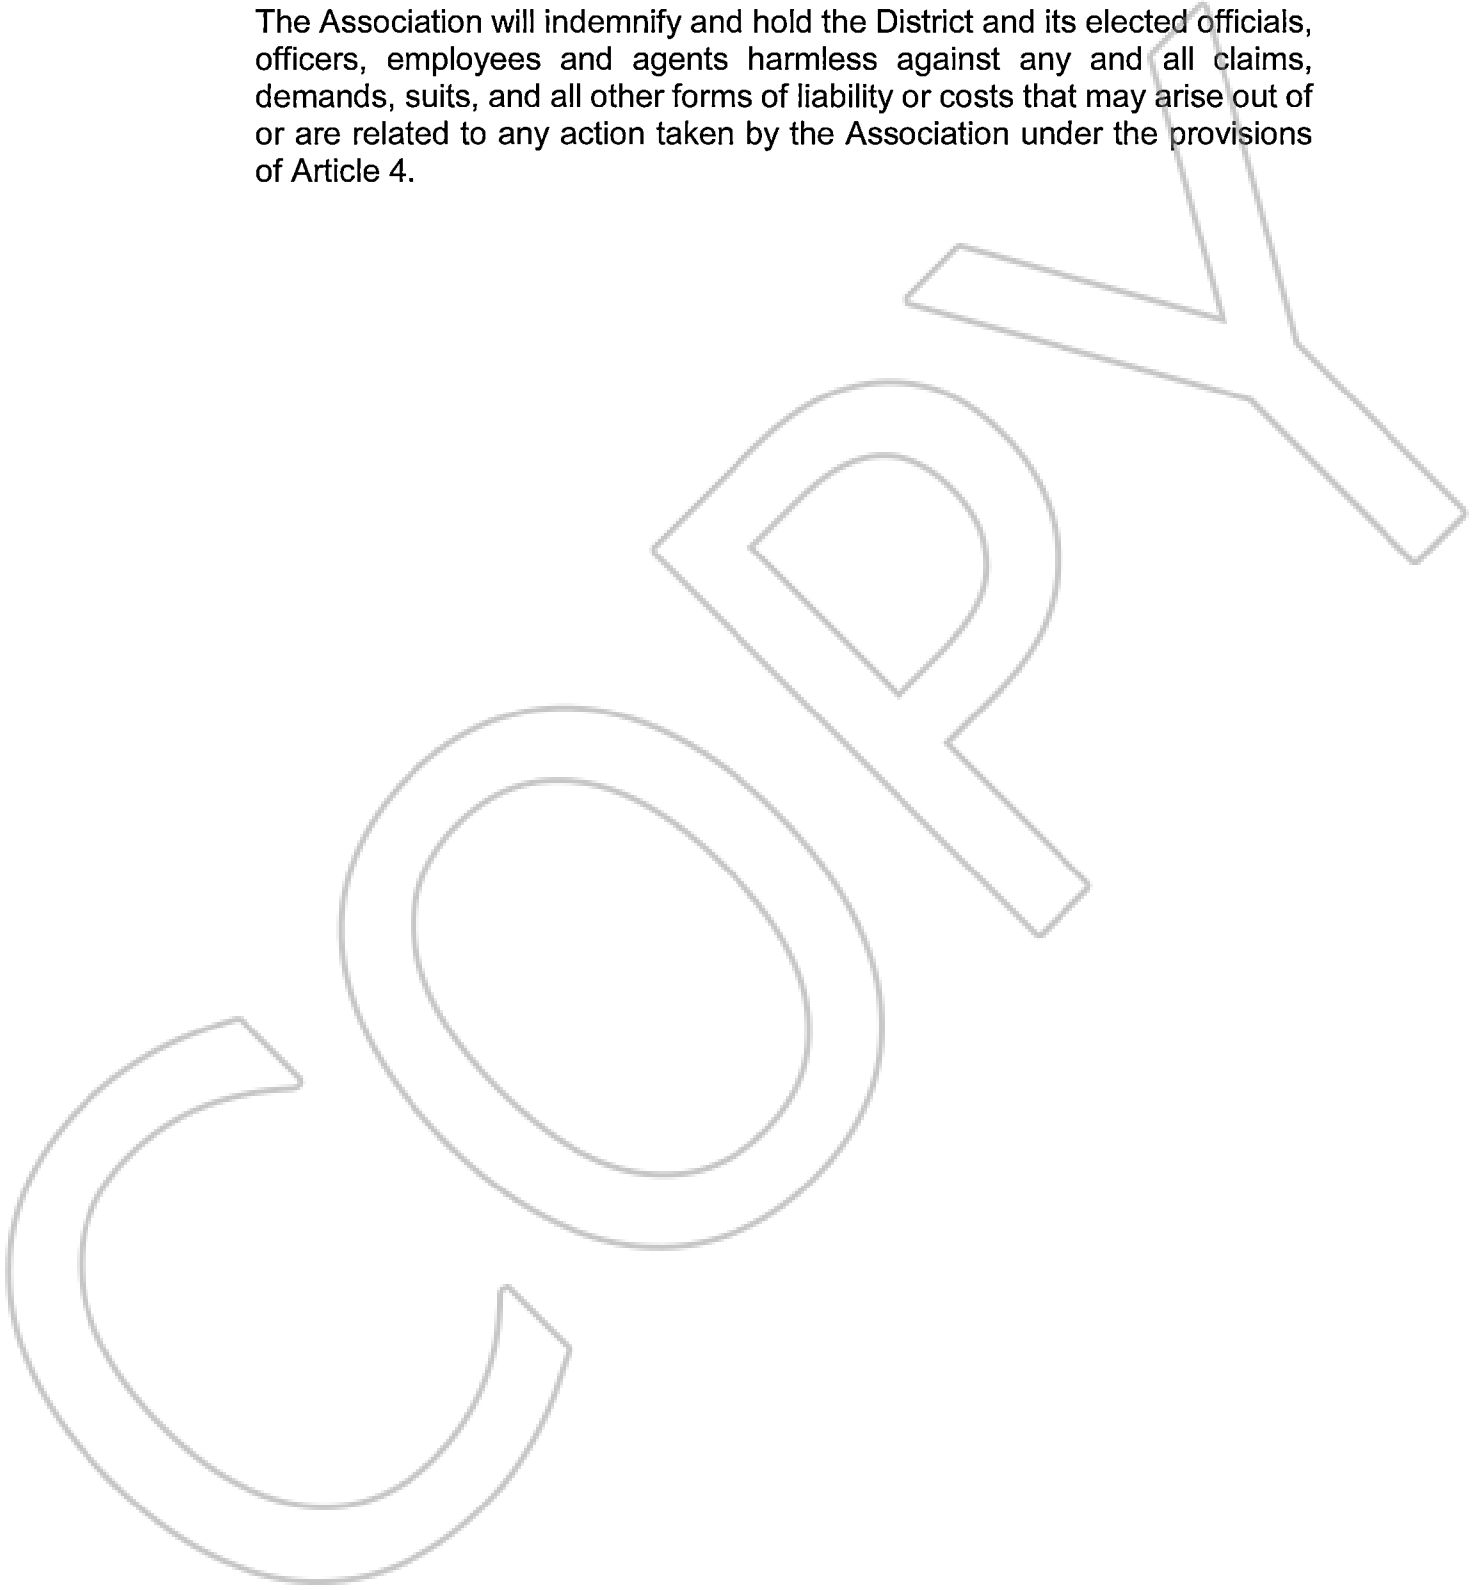 The Association will indemnify and hold the District and its elected officials,
officers, employees and agents harmless against any and all claims,
demands, suits, and all other forms of liability or costs that may arise out of
or are related to any action taken by the Association under the provisions
of Article 4.
COPY